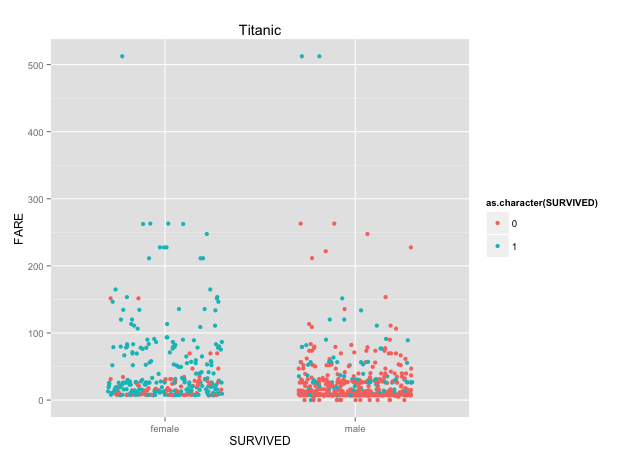 Titanic
FARE
500
400
300
200
100
0
female
male
SURVIVED
as.character(SURVIVED)
0
1